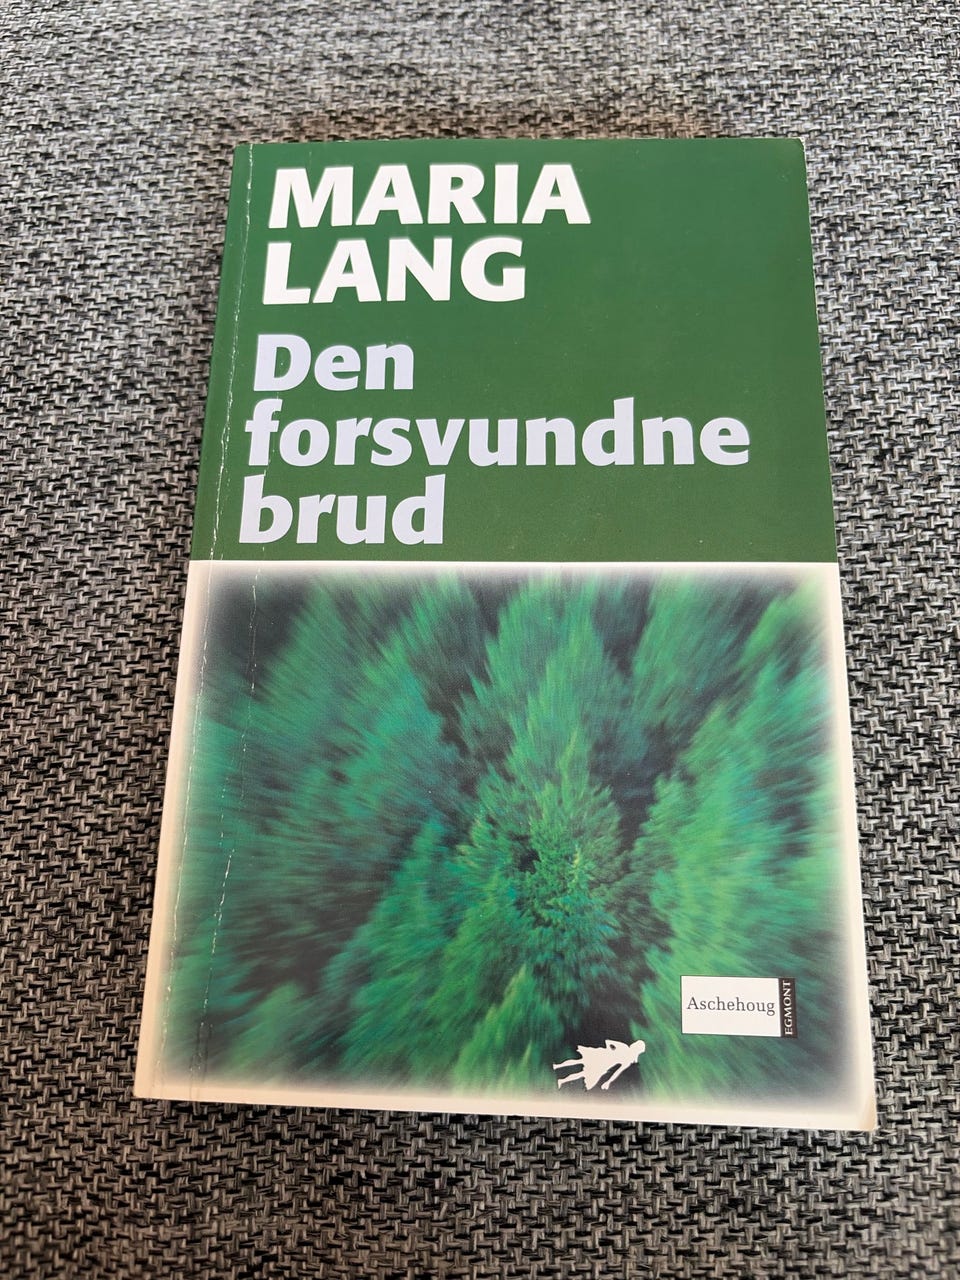 MARIA
LANG
Den
forsvundne
brud
Aschehoug
EGMONT